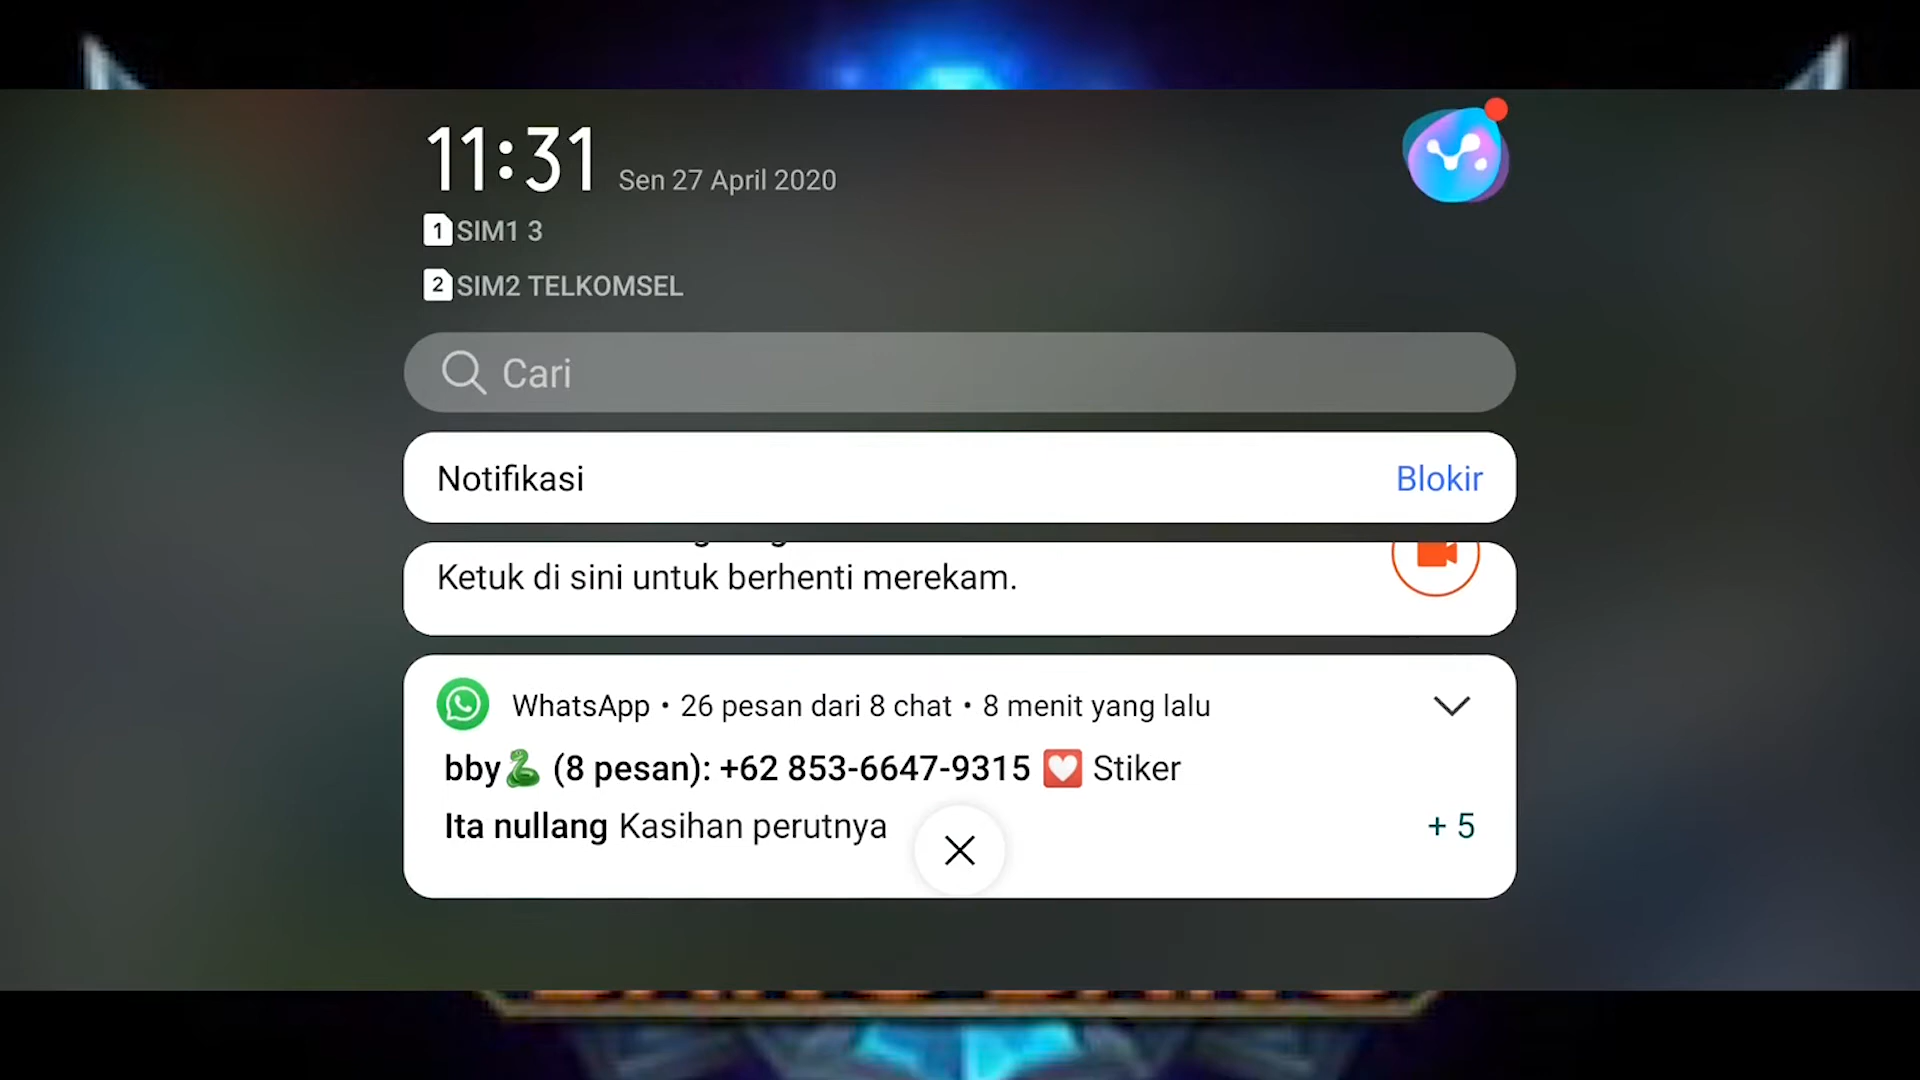 11:31 Sen 27 April 2020
1 SIM1 3
2 SIM2 TELKOMSEL
Cari
Notifikasi Blokir
Ketuk di sini untuk berhenti merekam.
WhatsApp • 26 pesan dari 8 chat • 8 menit yang lalu
bby🐍 (8 pesan): +62 853-6647-9315 💟 Stiker
Ita nullang Kasihan perutnya + 5